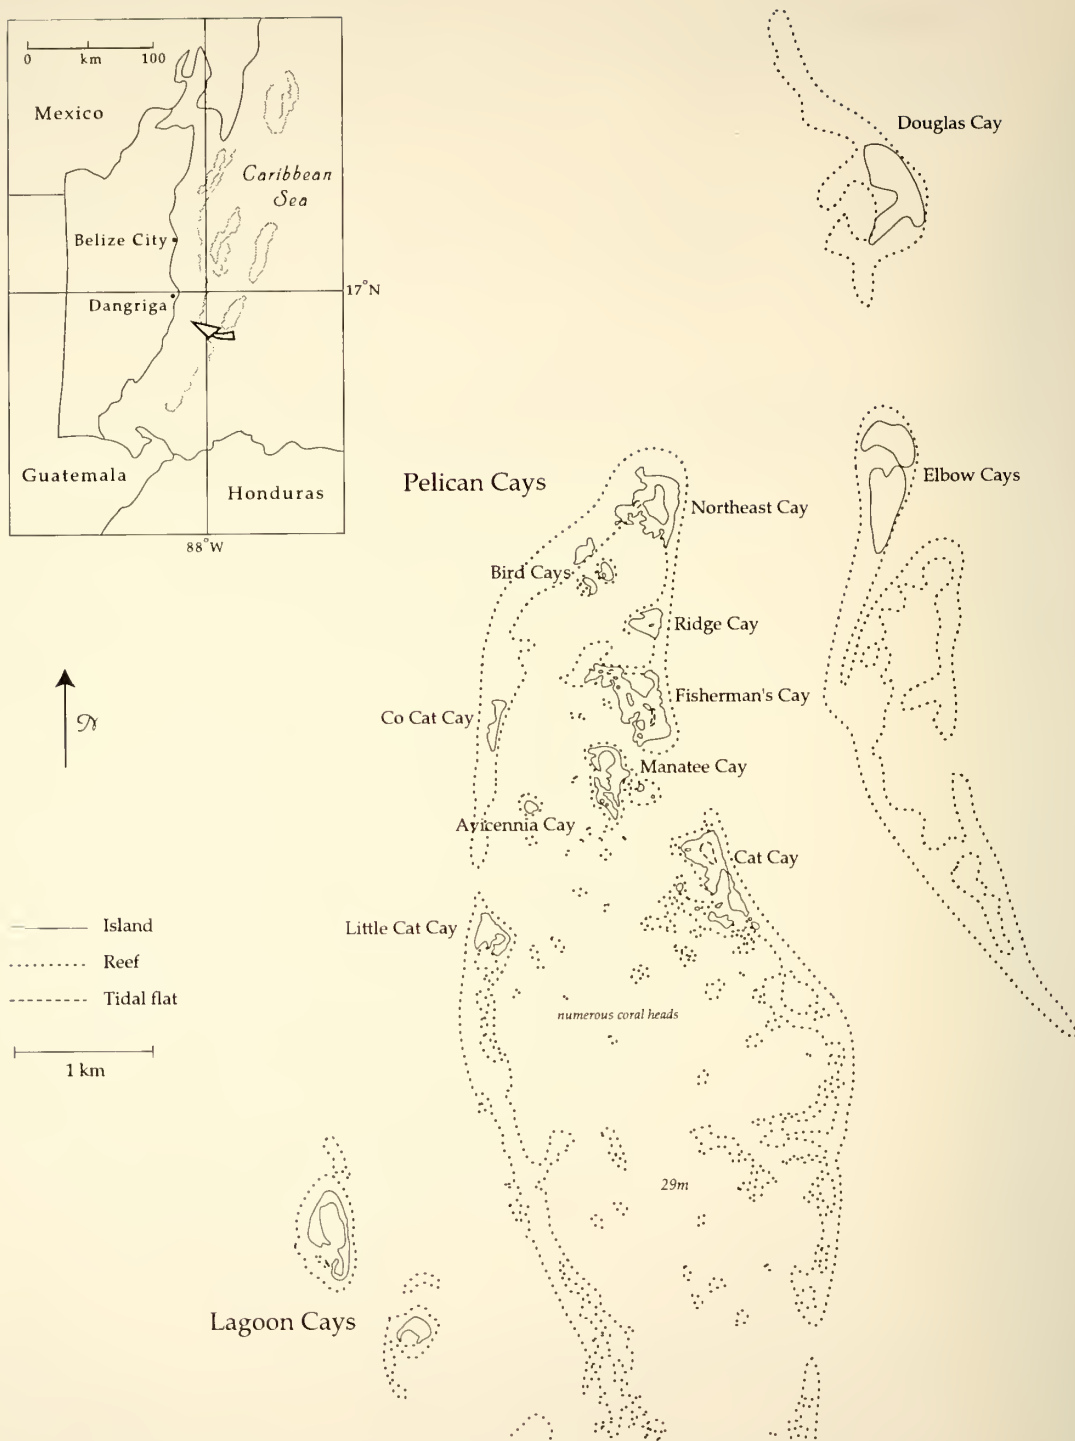 0 km 100
Mexico
Caribbean
Sea
Belize City
17°N
Dangriga
Guatemala
Honduras
88°W
Douglas Cay
Pelican Cays
Elbow Cays
Northeast Cay
Bird Cays
Ridge Cay
Fisherman's Cay
Co Cat Cay
N
Manatee Cay
Avicennia Cay
Cat Cay
Little Cat Cay
Island
Reef
Tidal flat
numerous coral heads
1 km
29m
Lagoon Cays